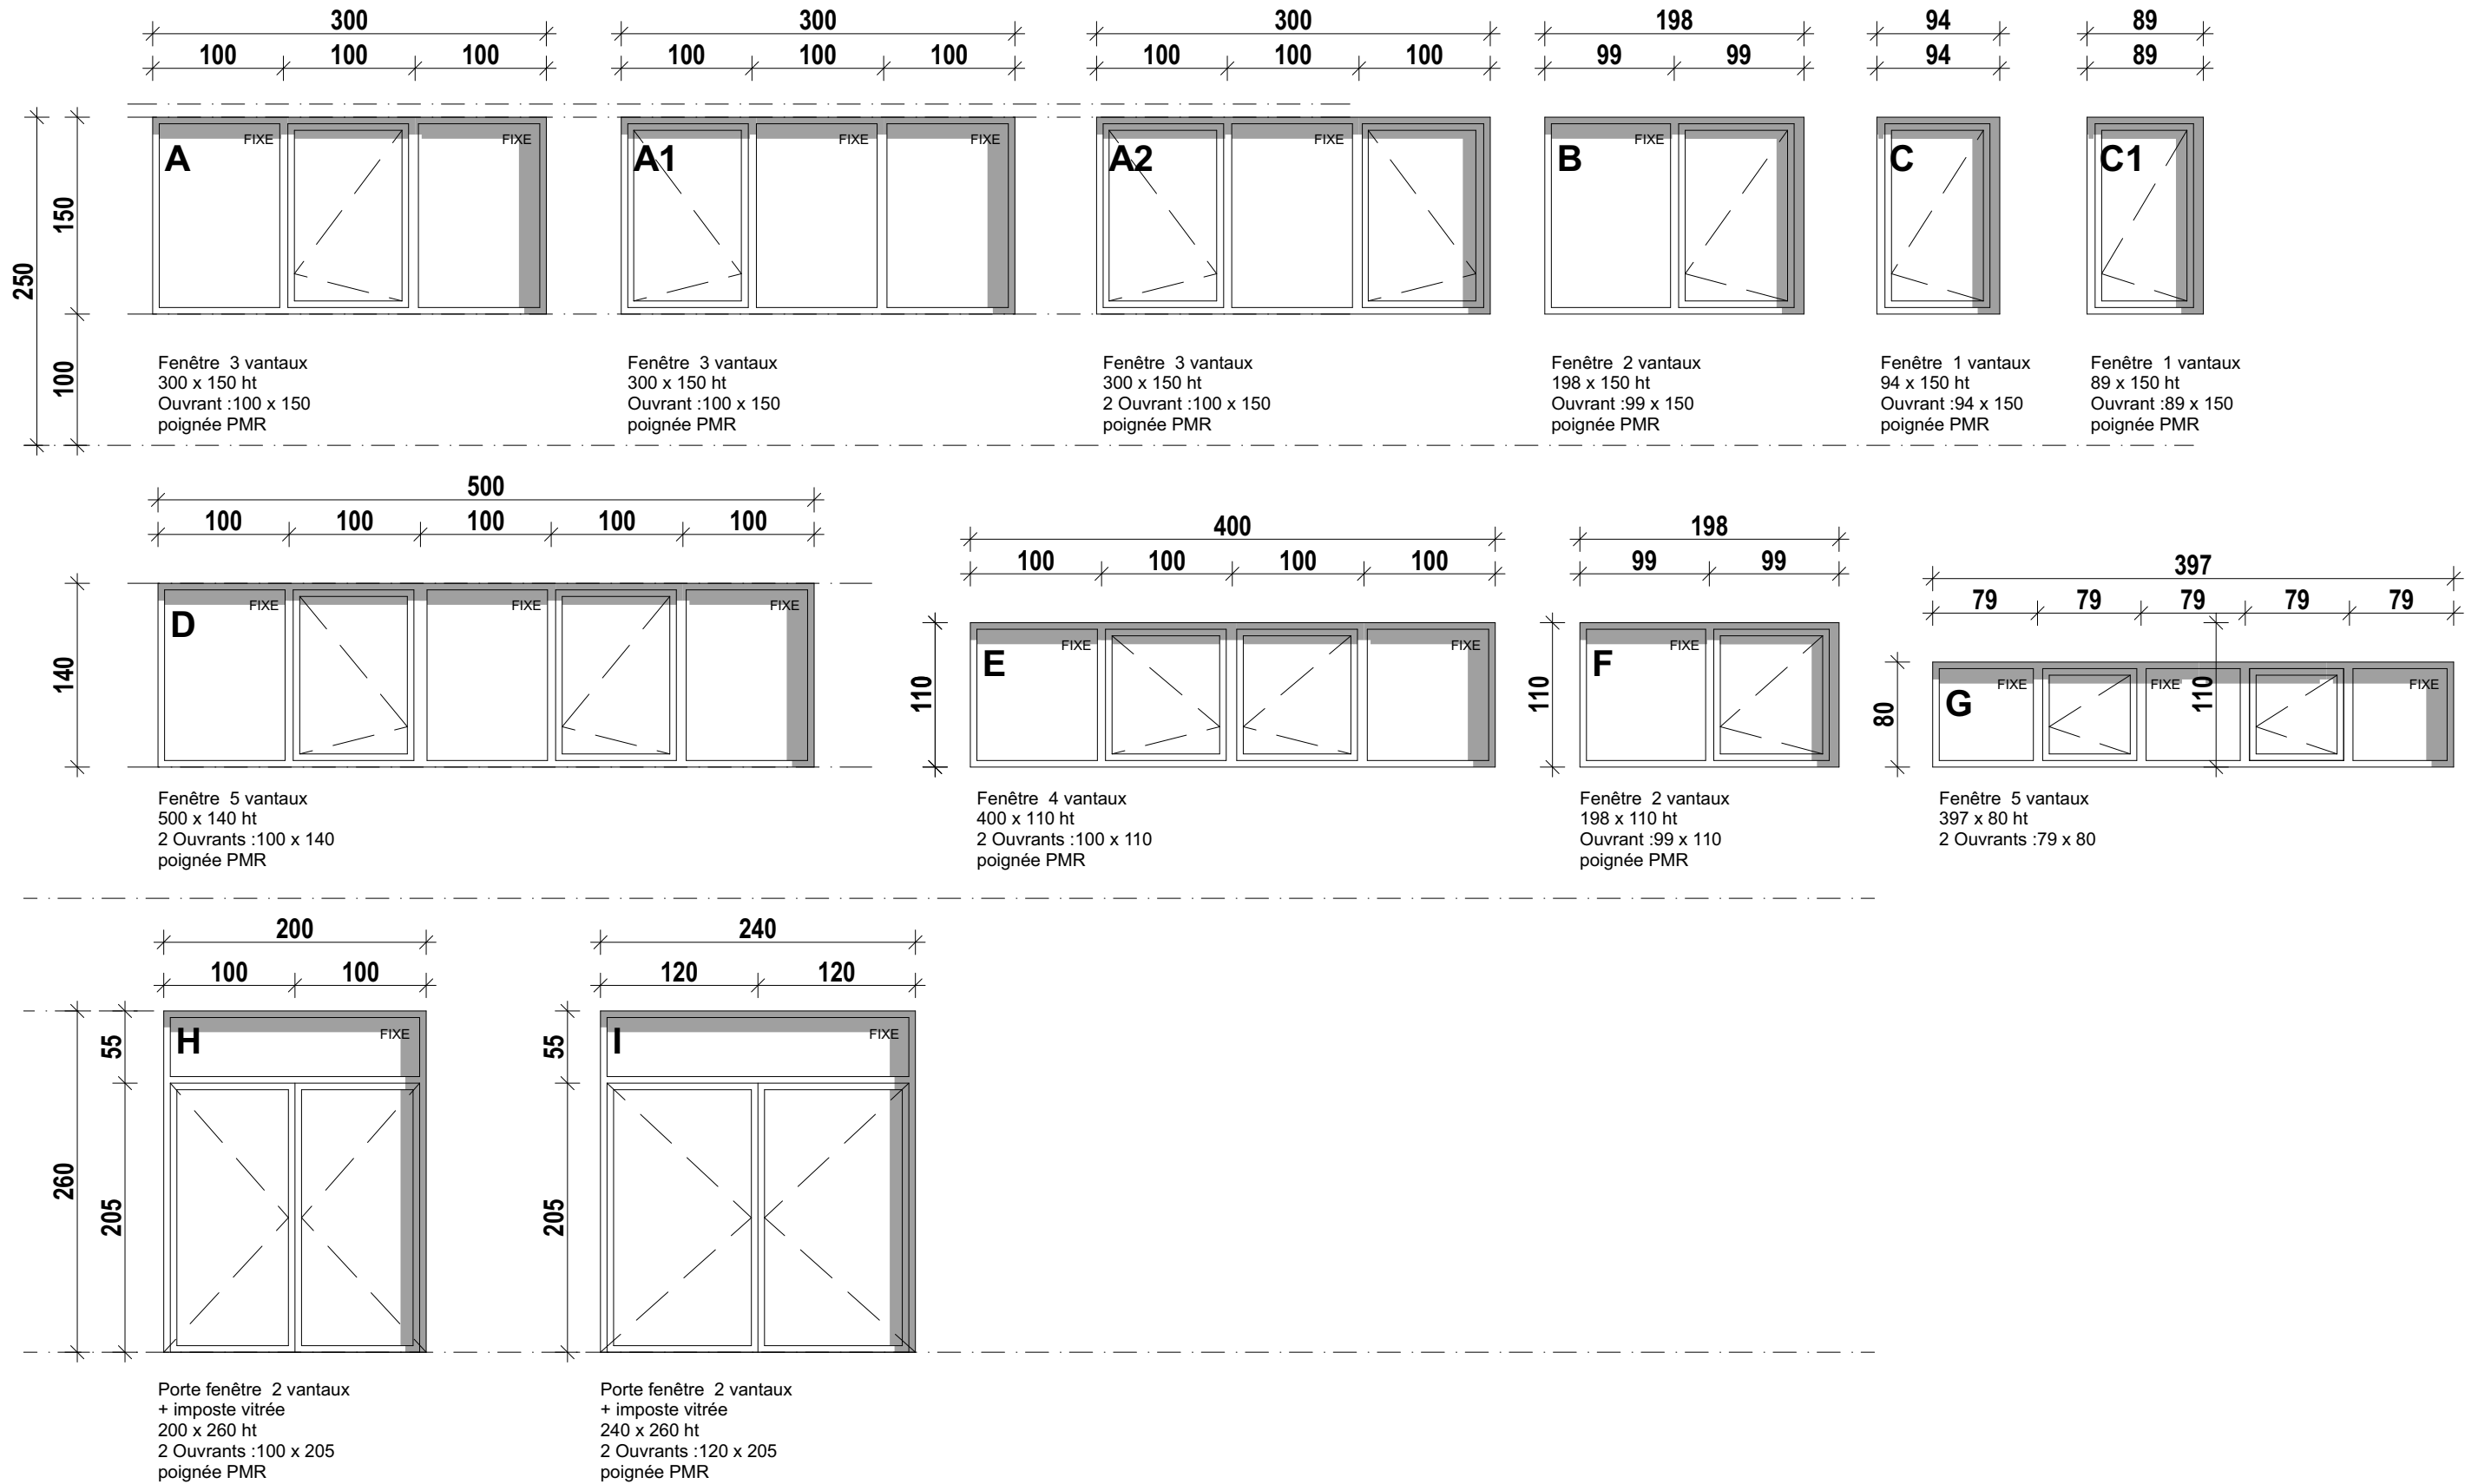 300
300
300
198
94
89
100 100 100
100 100 100
100 100 100
99 99
94
89
250
150
100
A FIXE FIXE
A1 FIXE FIXE
A2 FIXE
B FIXE
C
C1
Fenêtre 3 vantaux
300 x 150 ht
Ouvrant :100 x 150
poignée PMR
Fenêtre 3 vantaux
300 x 150 ht
Ouvrant :100 x 150
poignée PMR
Fenêtre 3 vantaux
300 x 150 ht
2 Ouvrant :100 x 150
poignée PMR
Fenêtre 2 vantaux
198 x 150 ht
Ouvrant :99 x 150
poignée PMR
Fenêtre 1 vantaux
94 x 150 ht
Ouvrant :94 x 150
poignée PMR
Fenêtre 1 vantaux
89 x 150 ht
Ouvrant :89 x 150
poignée PMR
500
100 100 100 100 100
140
D FIXE FIXE FIXE
Fenêtre 5 vantaux
500 x 140 ht
2 Ouvrants :100 x 140
poignée PMR
400
100 100 100 100
110
E FIXE FIXE
Fenêtre 4 vantaux
400 x 110 ht
2 Ouvrants :100 x 110
poignée PMR
198
99 99
110
F FIXE
Fenêtre 2 vantaux
198 x 110 ht
Ouvrant :99 x 110
poignée PMR
397
79 79 79 79 79
80
G FIXE FIXE 110 FIXE
Fenêtre 5 vantaux
397 x 80 ht
2 Ouvrants :79 x 80
200
100 100
260
55
205
H FIXE
Porte fenêtre 2 vantaux
+ imposte vitrée
200 x 260 ht
2 Ouvrants :100 x 205
poignée PMR
240
120 120
55
205
I FIXE
Porte fenêtre 2 vantaux
+ imposte vitrée
240 x 260 ht
2 Ouvrants :120 x 205
poignée PMR